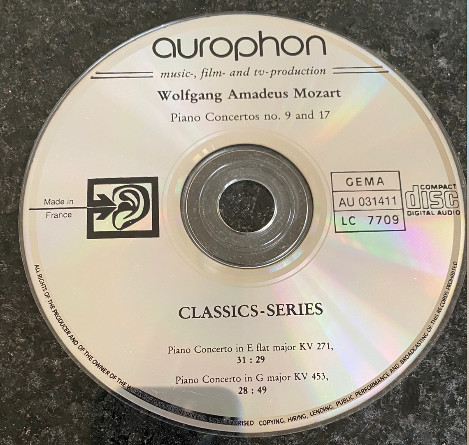 aurophon
music-, film- and tv-production
Wolfgang Amadeus Mozart
Piano Concertos no. 9 and 17
Made in
France
GEMA
AU 031411
LC 7709
COMPACT
disc
DIGITAL AUDIO
CLASSICS-SERIES
Piano Concerto in E flat major KV 271,
31 : 29
Piano Concerto in G major KV 453,
28 : 49
ALL RIGHTS OF THE PRODUCER AND OF THE OWNER OF THE COPYING, HIRING, LENDING, PUBLIC PERFORMANCE AND BROADCASTING OF THIS RECORD PROHIBITED